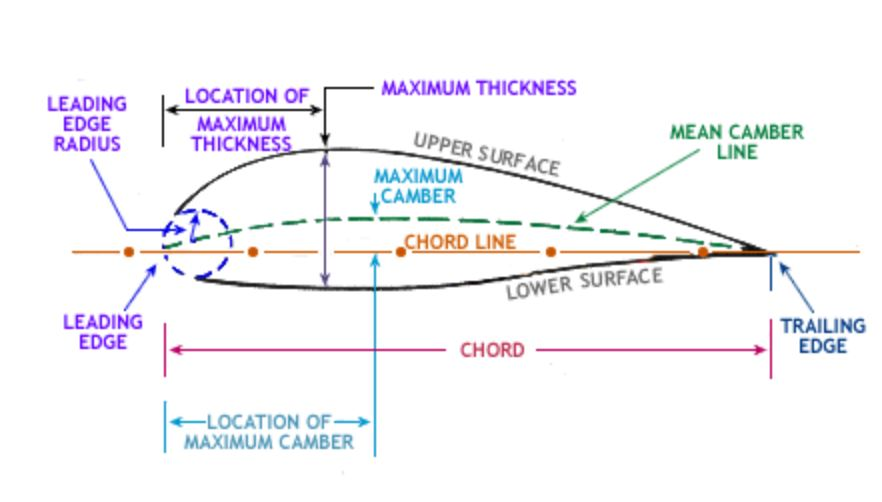 MAXIMUM THICKNESS
LOCATION OF
MAXIMUM
THICKNESS
LEADING
EDGE
RADIUS
UPPER SURFACE
MEAN CAMBER
LINE
MAXIMUM
CAMBER
CHORD LINE
LOWER SURFACE
LEADING
EDGE
TRAILING
EDGE
CHORD
LOCATION OF
MAXIMUM CAMBER